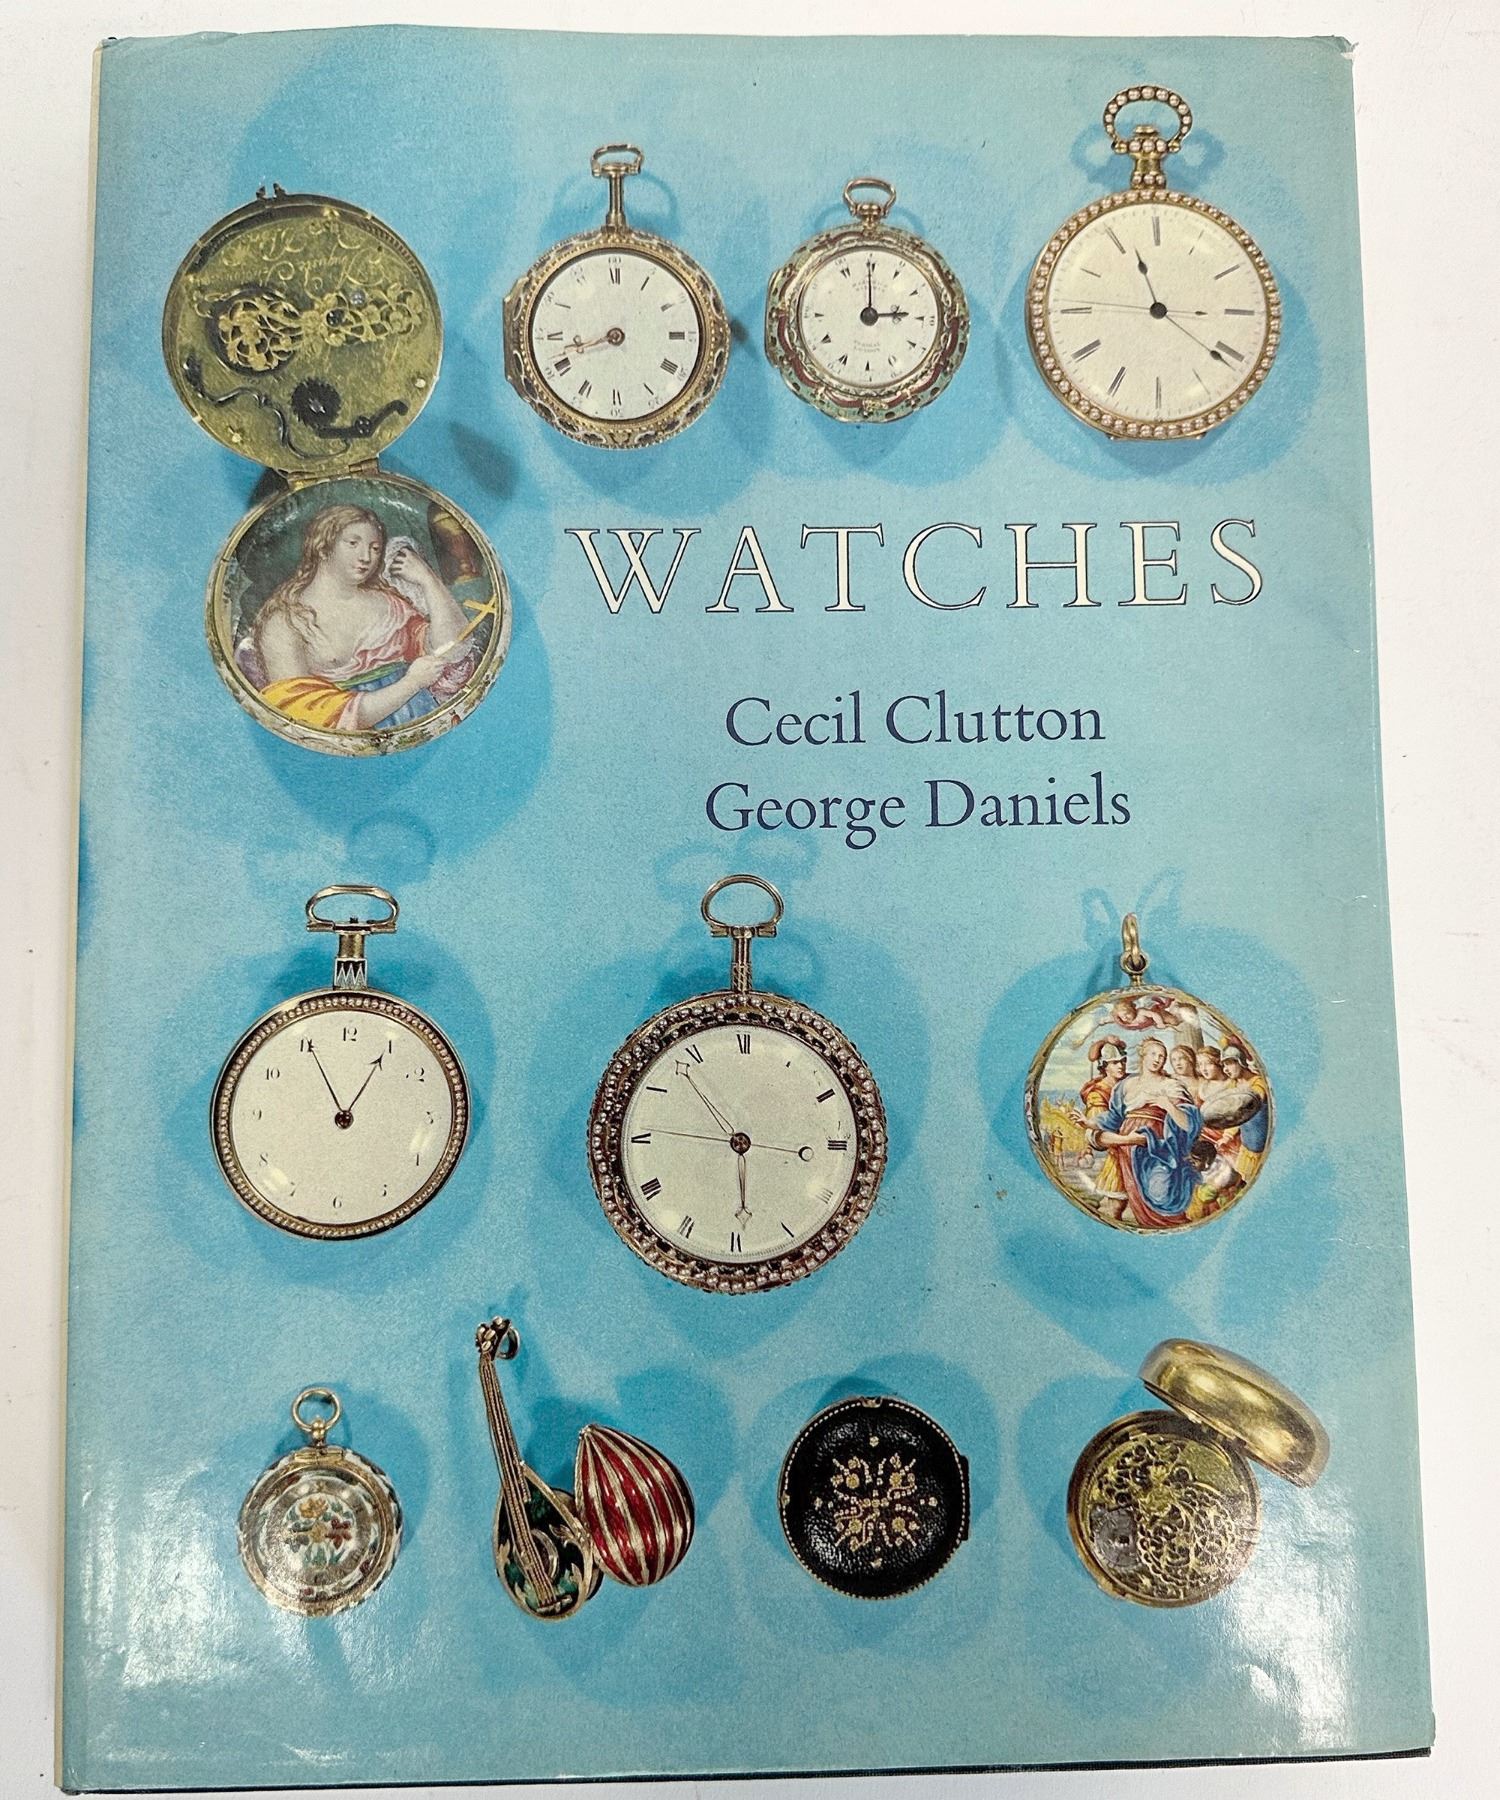 WATCHES
Cecil Clutton
George Daniels